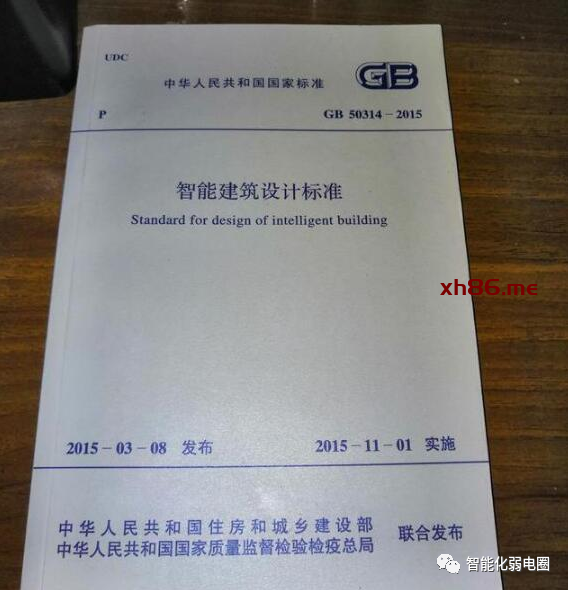 UDC
中华人民共和国国家标准 GB
P GB 50314-2015
智能建筑设计标准
Standard for design of intelligent building
xh86.me
2015-03-08 发布 2015-11-01 实施
中华人民共和国住房和城乡建设部
中华人民共和国国家质量监督检验检疫总局
联合发布
智能化弱电圈